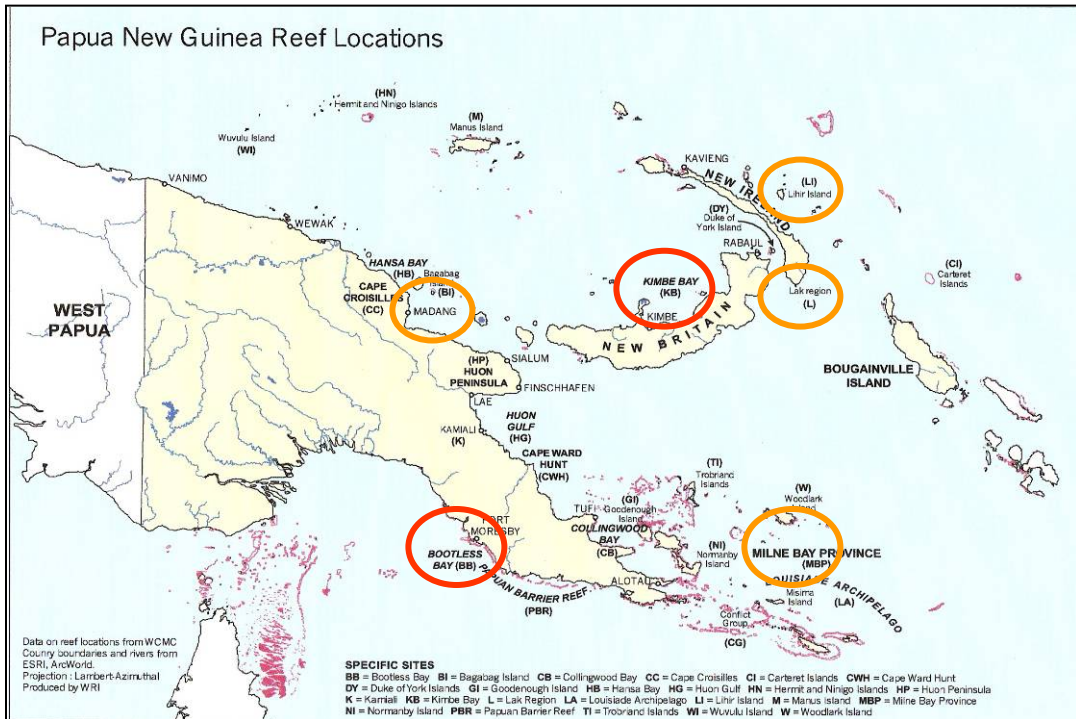 Papua New Guinea Reef Locations
(HN)
Hermit and Ninigo Islands
(M)
Manus Island
Wuvulu Island
(WI)
VANIMO
KAVIENG
NEW IRELAND
(LI)
Lihir Island
(DY)
Duke of
York Island
WEWAK
RABAUL
HANSA BAY
(HB)
Bagabag
(BI)
KIMBE BAY
(KB)
(CI)
Carteret
Islands
CAPE
CROISILLES
(CC)
MADANG
Lak region
(L)
WEST
PAPUA
KIMBE
NEW BRITAIN
SIALUM
(HP)
HUON
PENINSULA
BOUGAINVILLE
ISLAND
FINSCHHAFEN
LAE
KAMIALI
(K)
HUON
GULF
(HG)
CAPE WARD
HUNT
(CWH)
(TI)
Trobriand
Islands
(W)
Woodlark
Island
(GI)
Goodenough
Island
TUFI
COLLINGWOOD
BAY
(CB)
PORT
MORESBY
BOOTLESS
BAY (BB)
(NI)
Normanby
Island
MILNE BAY PROVINCE
(MBP)
ALOTAU
PAPUAN BARRIER REEF
(PBR)
LOUISIADE ARCHIPELAGO
(LA)
Misima
Island
Conflict
Group
(CG)
Data on reef locations from WCMC
Counry boundaries and rivers from
ESRI, ArcWorld.
Projection : Lambert-Azimuthal
Produced by WRI
SPECIFIC SITES
BB = Bootless Bay BI = Bagabag Island CB = Collingwood Bay CC = Cape Croisilles CI = Carteret Islands CWH = Cape Ward Hunt
DY = Duke of York Islands GI = Goodenough Island HB = Hansa Bay HG = Huon Gulf HN = Hermit and Ninigo Islands HP = Huon Peninsula
K = Kamiali KB = Kimbe Bay L = Lak Region LA = Louisiade Archipelago LI = Lihir Island M = Manus Island MBP = Milne Bay Province
NI = Normanby Island PBR = Papuan Barrier Reef TI = Trobriand Islands WI = Wuvulu Island W = Woodlark Island